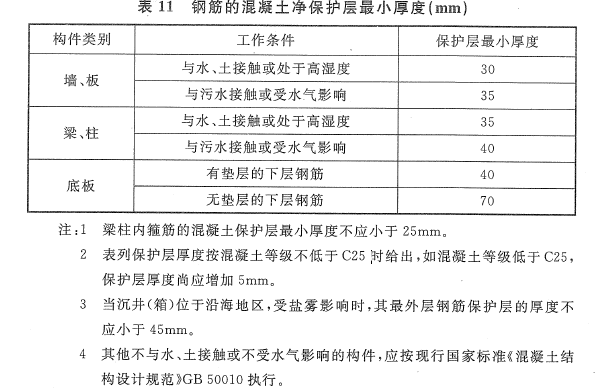 表 11 钢筋的混凝土净保护层最小厚度(mm)
构件类别 工作条件 保护层最小厚度
墙、板 与水、土接触或处于高湿度 30
与污水接触或受水气影响 35
梁、柱 与水、土接触或处于高湿度 35
与污水接触或受水气影响 40
底板 有垫层的下层钢筋 40
无垫层的下层钢筋 70
注:1 梁柱内箍筋的混凝土保护层最小厚度不应小于 25mm。
2 表列保护层厚度按混凝土等级不低于 C25 时给出,如混凝土等级低于 C25,
保护层厚度尚应增加 5mm。
3 当沉井(箱)位于沿海地区,受盐雾影响时,其最外层钢筋保护层的厚度不
应小于 45mm。
4 其他不与水、土接触或不受水气影响的构件,应按现行国家标准《混凝土结
构设计规范》GB 50010 执行。